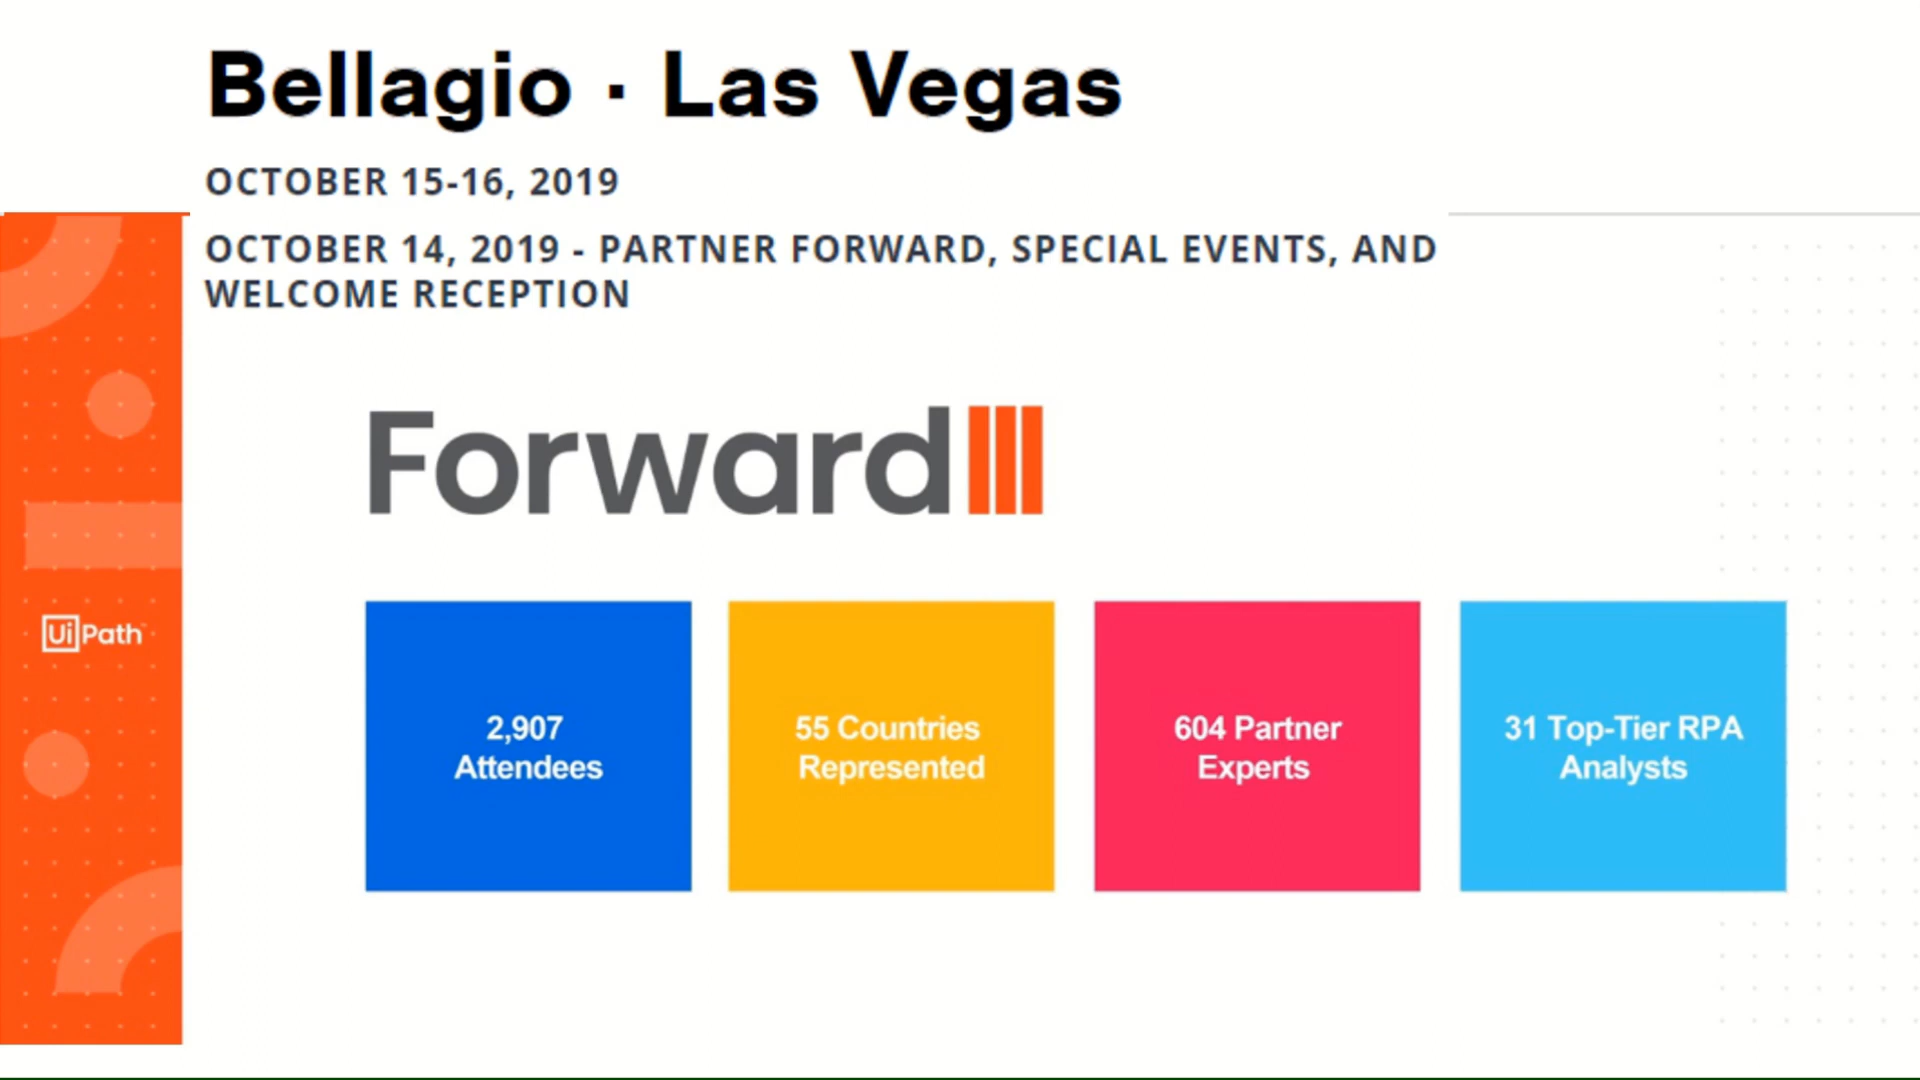 Bellagio · Las Vegas
OCTOBER 15-16, 2019
OCTOBER 14, 2019 - PARTNER FORWARD, SPECIAL EVENTS, AND
WELCOME RECEPTION
Forward III
UiPath
2,907
Attendees
55 Countries
Represented
604 Partner
Experts
31 Top-Tier RPA
Analysts